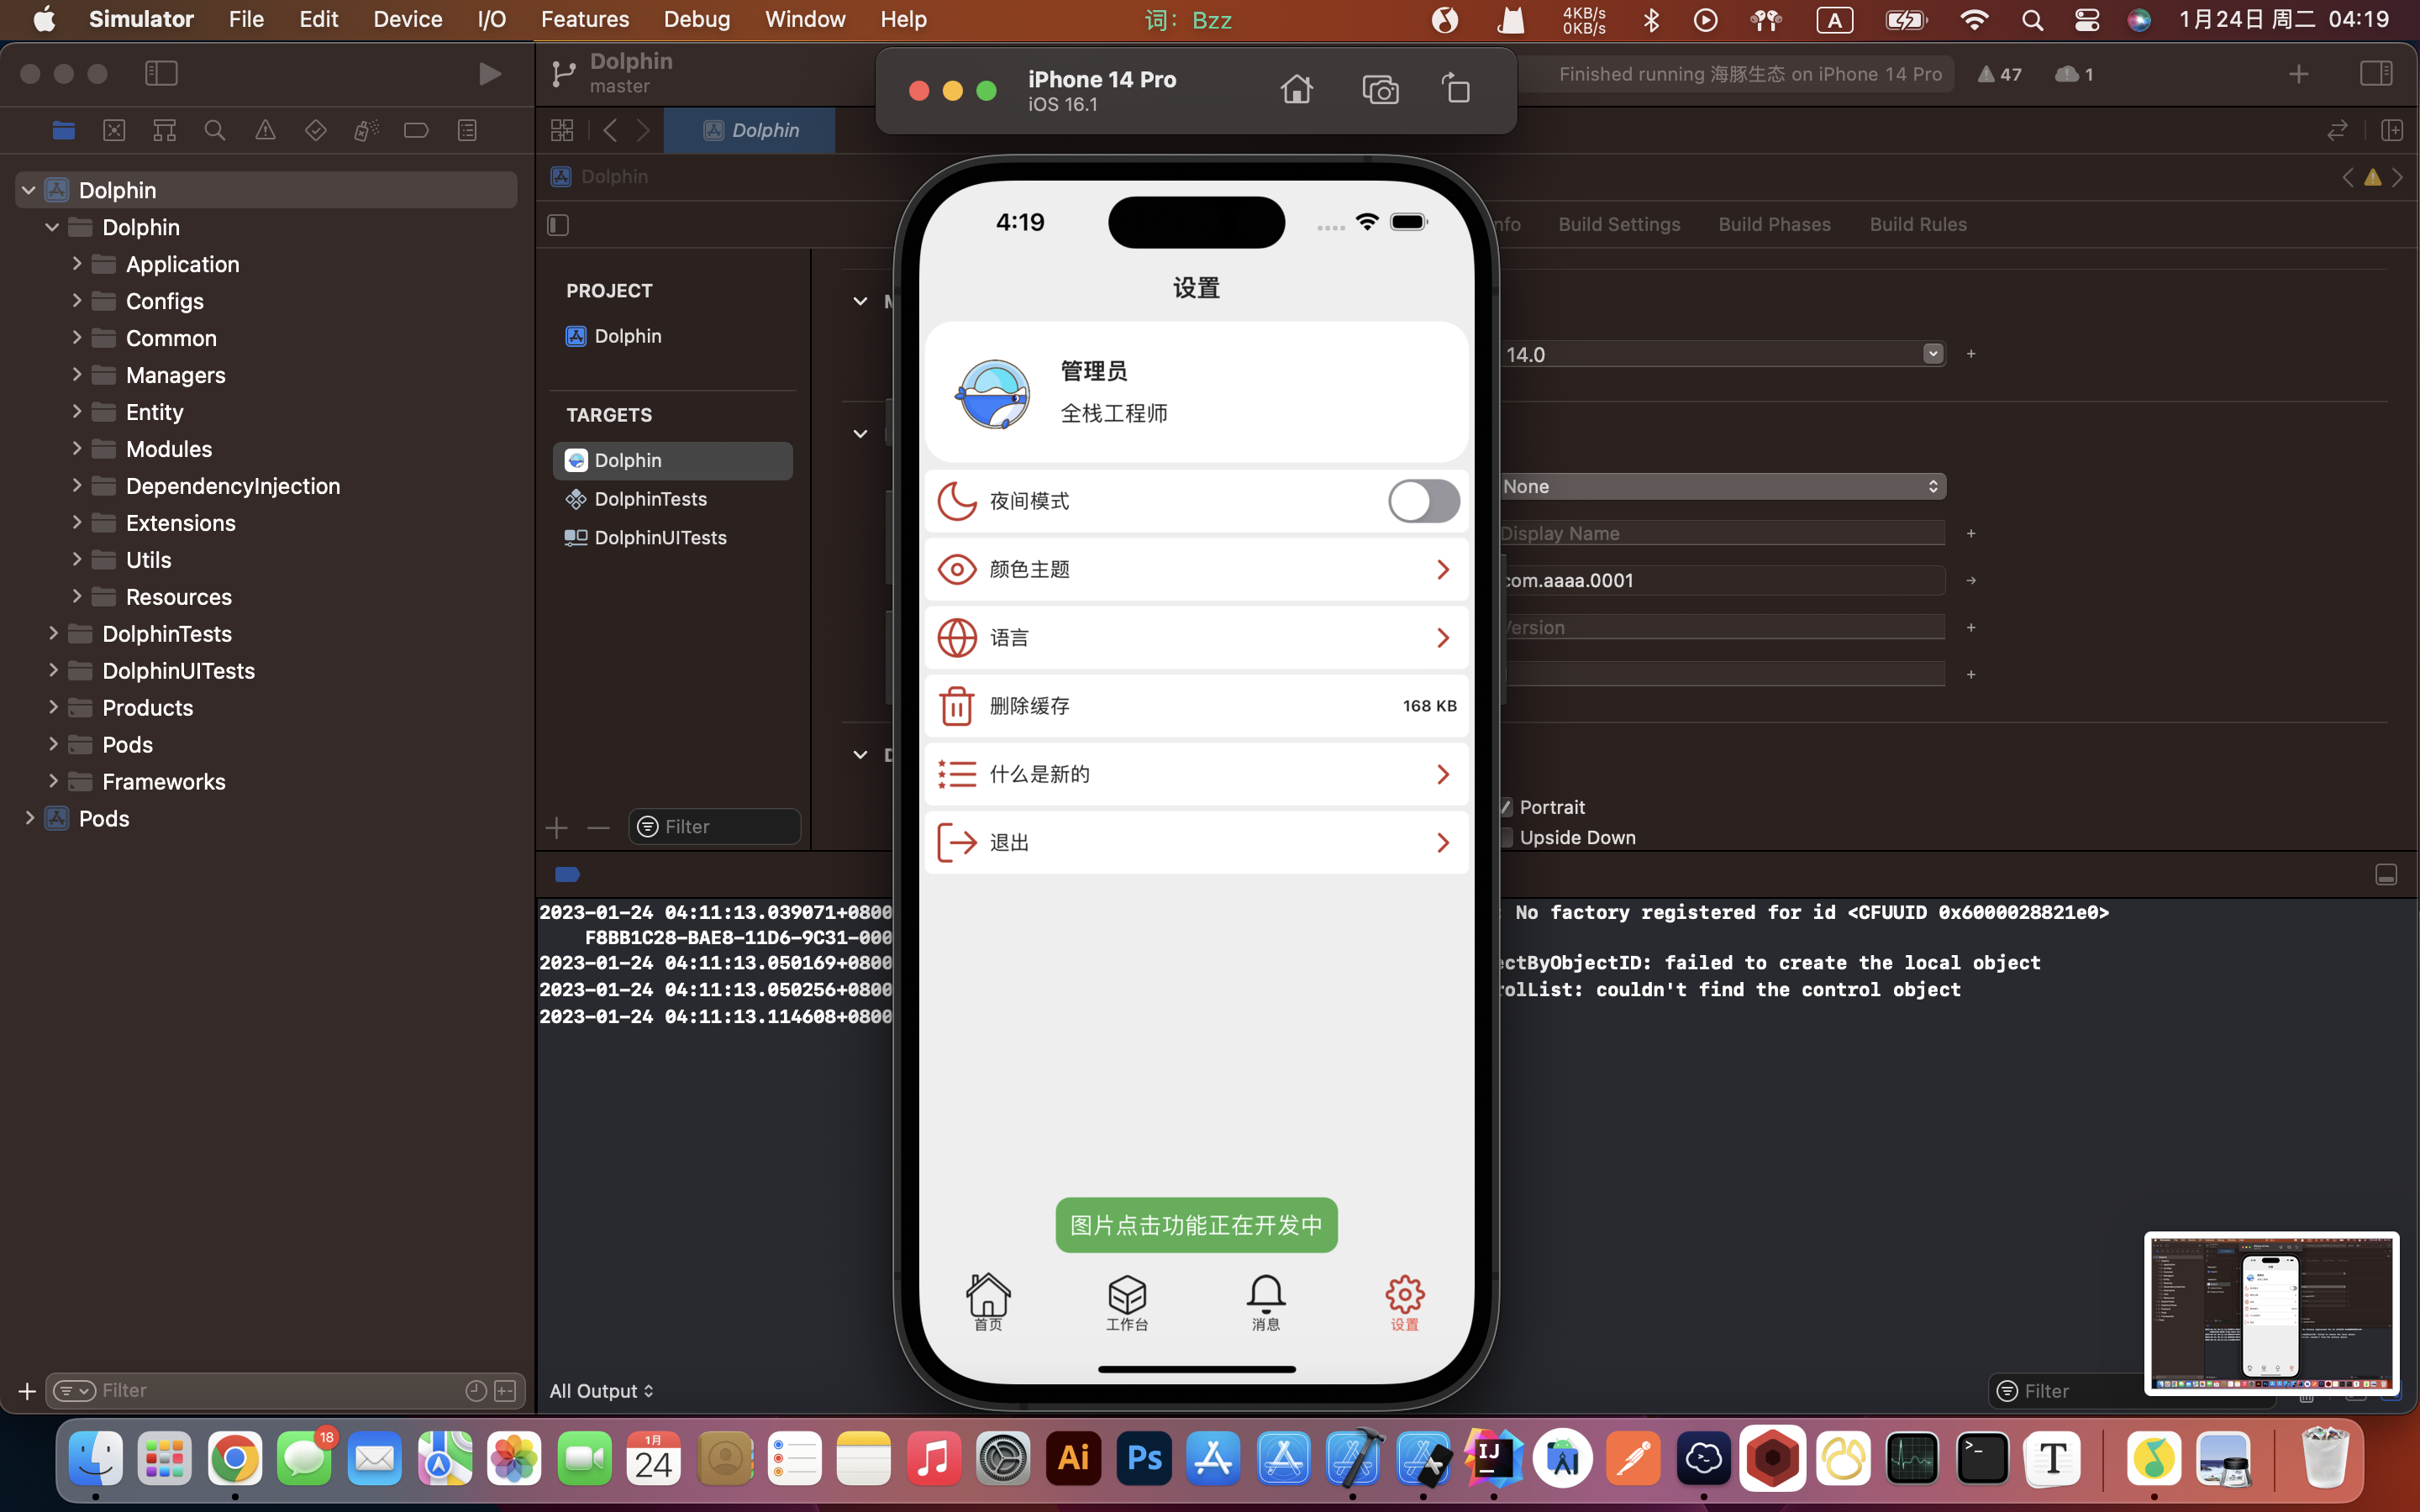 Simulator File Edit Device I/O Features Debug Window Help
词: Bzz
4KB/s
0KB/s
A
1月24日 周二 04:19
Dolphin
master
iPhone 14 Pro
iOS 16.1
Finished running 海豚生态 on iPhone 14 Pro
47
1
Dolphin
Dolphin
Dolphin
Dolphin
Application
Configs
Common
Managers
Entity
Modules
DependencyInjection
Extensions
Utils
Resources
DolphinTests
DolphinUITests
Products
Pods
Frameworks
Pods
Filter
PROJECT
Dolphin
TARGETS
Dolphin
DolphinTests
DolphinUITests
Filter
Build Settings Build Phases Build Rules
14.0
None
Display Name
com.aaaa.0001
Version
Portrait
Upside Down
4:19
设置
管理员
全栈工程师
夜间模式
颜色主题
语言
删除缓存
168 KB
什么是新的
退出
图片点击功能正在开发中
首页
工作台
消息
设置
2023-01-24 04:11:13.039071+0800 : No factory registered for id <CFUUID 0x6000028821e0>
F8BB1C28-BAE8-11D6-9C31-000
2023-01-24 04:11:13.050169+0800 ectByObjectID: failed to create the local object
2023-01-24 04:11:13.050256+0800 rolList: couldn't find the control object
2023-01-24 04:11:13.114608+0800
All Output
Filter
18
1月
24
Ai
Ps
IJ
T